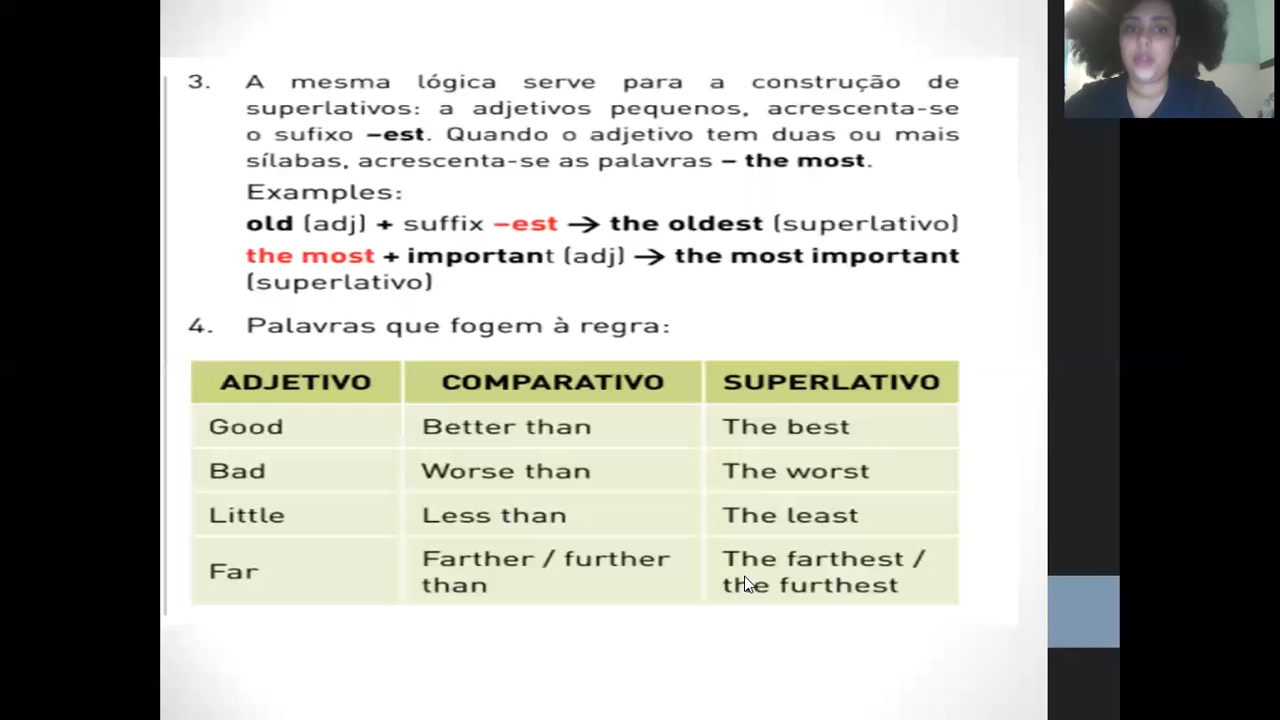 3. A mesma lógica serve para a construção de
superlativos: a adjetivos pequenos, acrescenta-se
o sufixo –est. Quando o adjetivo tem duas ou mais
sílabas, acrescenta-se as palavras – the most.
Examples:
old (adj) + suffix –est → the oldest (superlativo)
the most + important (adj) → the most important
(superlativo)
4. Palavras que fogem à regra:
ADJETIVO COMPARATIVO SUPERLATIVO
Good Better than The best
Bad Worse than The worst
Little Less than The least
Far Farther / further than The farthest / the furthest